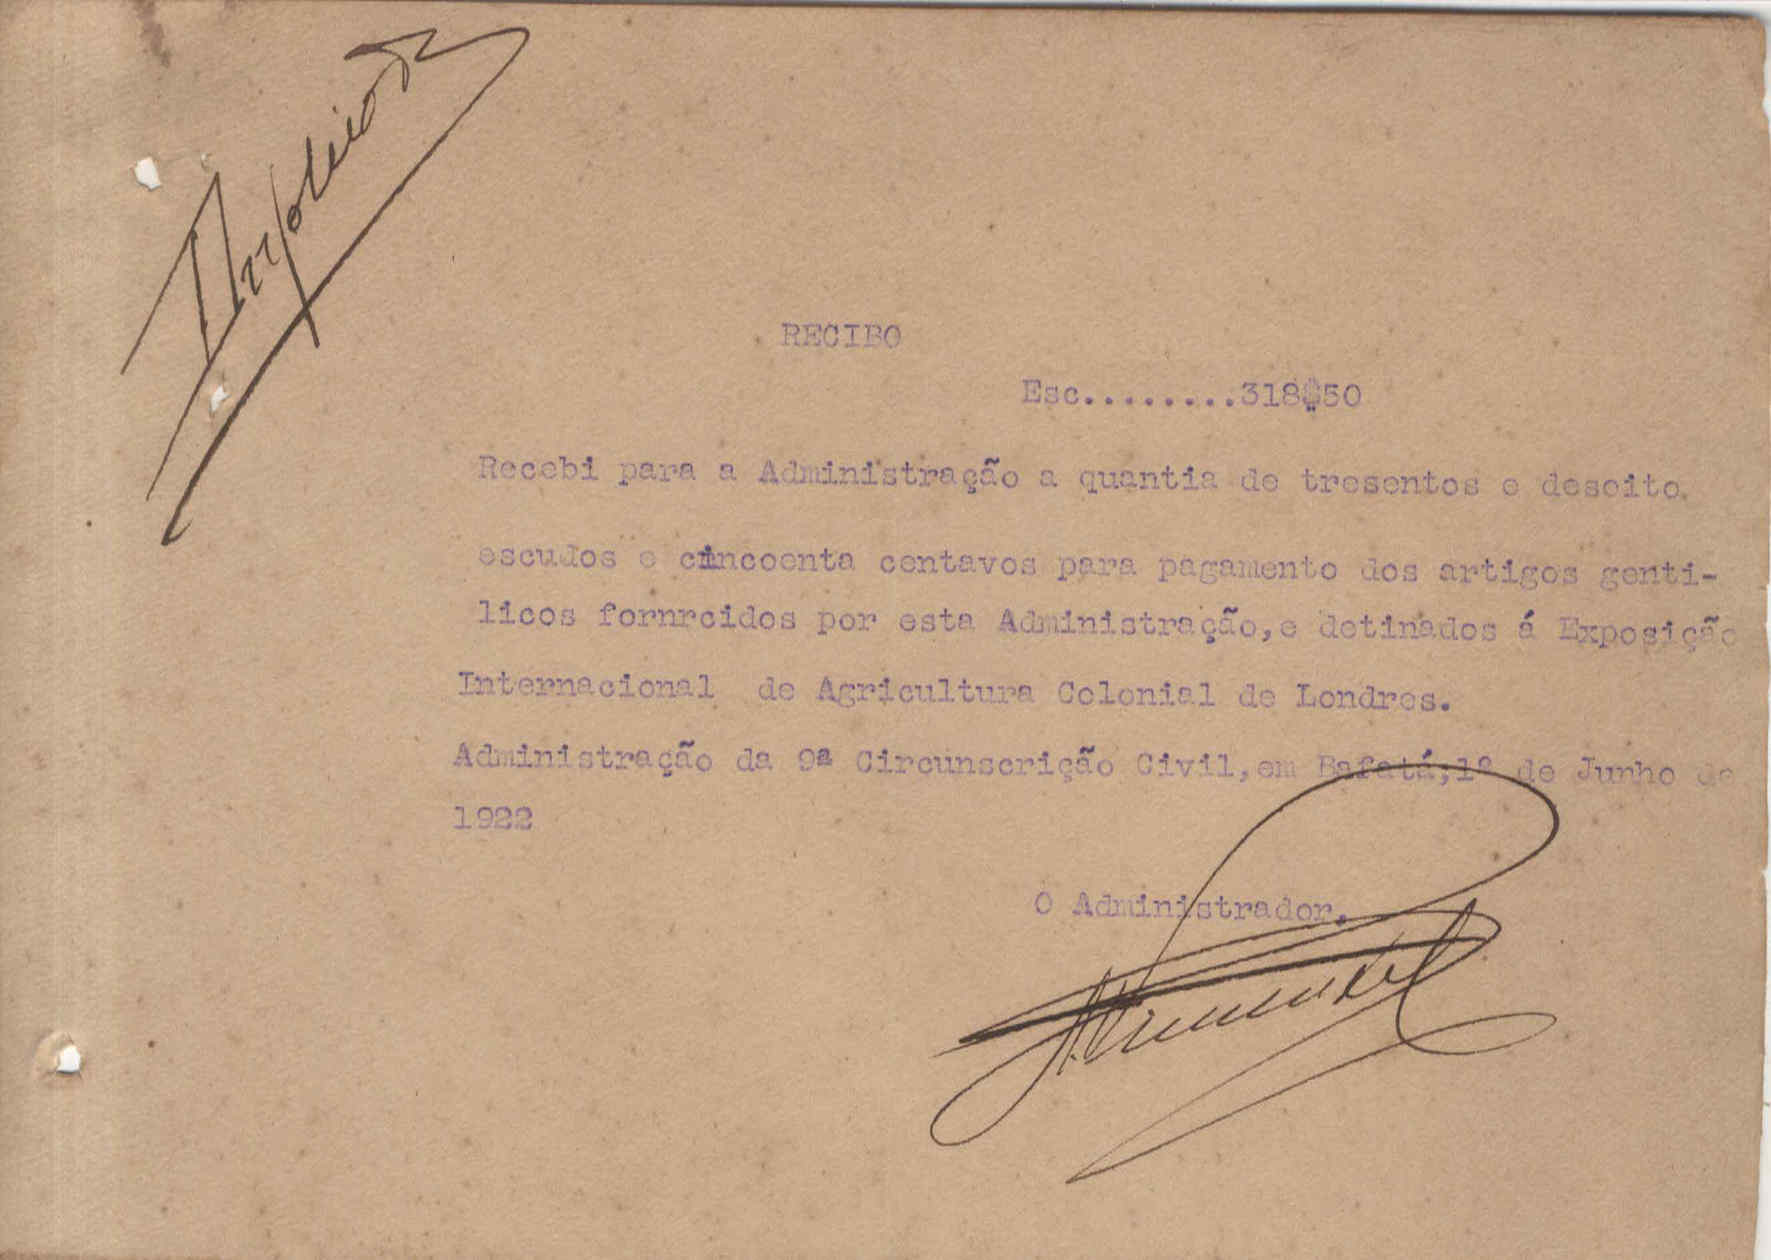 RECIBO
Esc.........318$50
Recebi para a Administração a quantia de tresentos e deseito
escudos e cincoenta centavos para pagamento dos artigos genti-
licos fornrcidos por esta Administração,e detinados á Exposição
Internacional de Agricultura Colonial de Londres.
Administração da 9ª Circunscrição Civil,em Bafatá;1º de Junho de
1922
O Administrador.